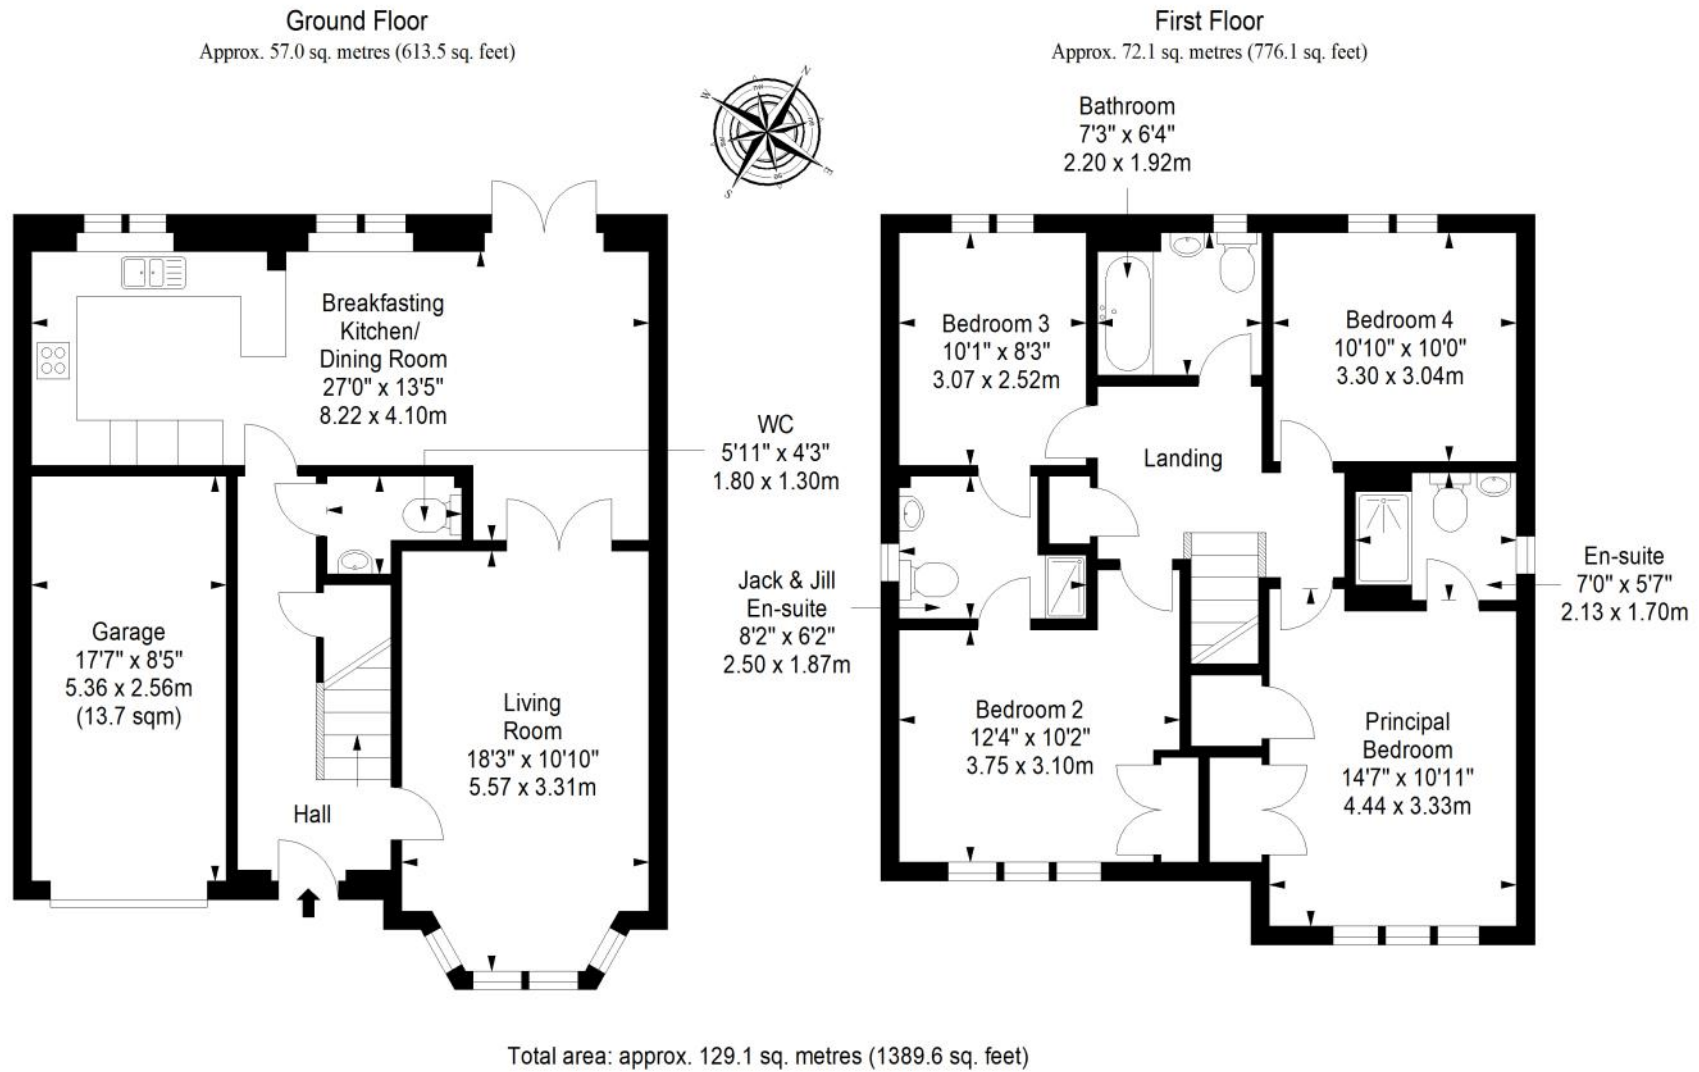 Ground Floor
Approx. 57.0 sq. metres (613.5 sq. feet)
First Floor
Approx. 72.1 sq. metres (776.1 sq. feet)
N
W
E
S
Bathroom
7'3" x 6'4"
2.20 x 1.92m
Breakfasting
Kitchen/
Dining Room
27'0" x 13'5"
8.22 x 4.10m
WC
5'11" x 4'3"
1.80 x 1.30m
Garage
17'7" x 8'5"
5.36 x 2.56m
(13.7 sqm)
Living
Room
18'3" x 10'10"
5.57 x 3.31m
Hall
Bedroom 3
10'1" x 8'3"
3.07 x 2.52m
Bedroom 4
10'10" x 10'0"
3.30 x 3.04m
Landing
Jack & Jill
En-suite
8'2" x 6'2"
2.50 x 1.87m
En-suite
7'0" x 5'7"
2.13 x 1.70m
Bedroom 2
12'4" x 10'2"
3.75 x 3.10m
Principal
Bedroom
14'7" x 10'11"
4.44 x 3.33m
Total area: approx. 129.1 sq. metres (1389.6 sq. feet)